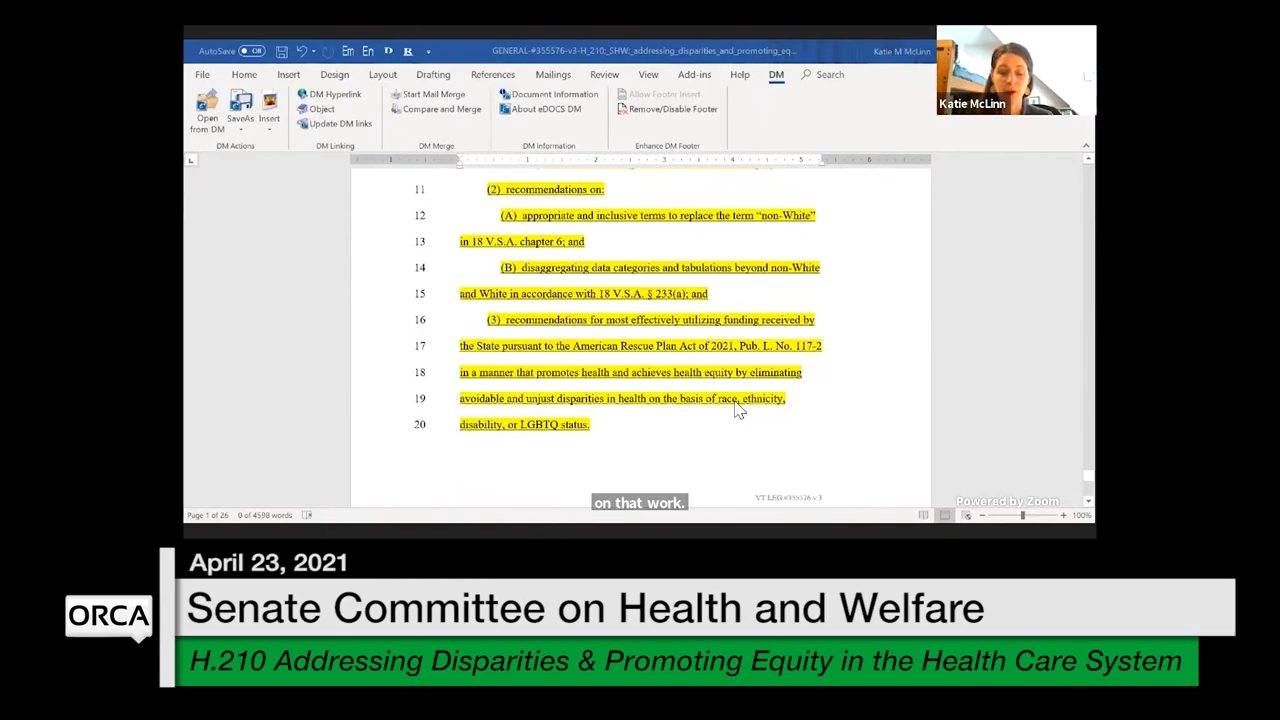 AutoSave Off
GENERAL-#355576-v3-H_210;_SHW;_addressing_disparities_and_promoting_equ...
Katie M McLinn
File Home Insert Design Layout Drafting References Mailings Review View Add-ins Help DM Search
Open from DM
SaveAs
Insert
DM Actions
DM Hyperlink
Object
Update DM links
DM Linking
Start Mail Merge
Compare and Merge
DM Merge
Document Information
About eDOCS DM
DM Information
Allow Footer Insert
Remove/Disable Footer
Enhance DM Footer
Katie McLinn
1 1 2 3 4 5 6
11 (2) recommendations on:
12 (A) appropriate and inclusive terms to replace the term “non-White”
13 in 18 V.S.A. chapter 6; and
14 (B) disaggregating data categories and tabulations beyond non-White
15 and White in accordance with 18 V.S.A. § 233(a); and
16 (3) recommendations for most effectively utilizing funding received by
17 the State pursuant to the American Rescue Plan Act of 2021, Pub. L. No. 117-2
18 in a manner that promotes health and achieves health equity by eliminating
19 avoidable and unjust disparities in health on the basis of race, ethnicity,
20 disability, or LGBTQ status.
VT LEG #355576 v.3
on that work.
Powered by Zoom
Page 1 of 26 0 of 4598 words 100%
April 23, 2021
ORCA
Senate Committee on Health and Welfare
H.210 Addressing Disparities & Promoting Equity in the Health Care System